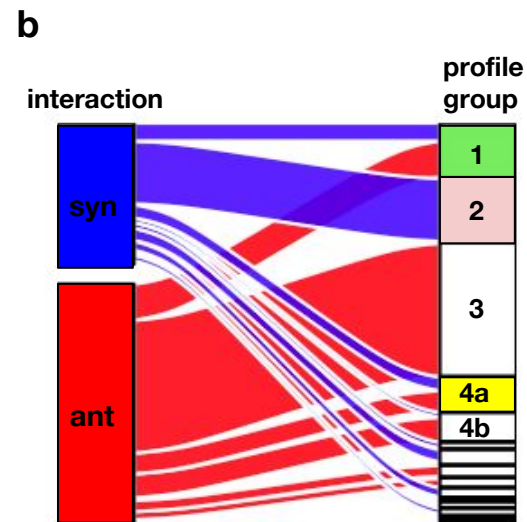 b
interaction
profile
group
syn
ant
1
2
3
4a
4b